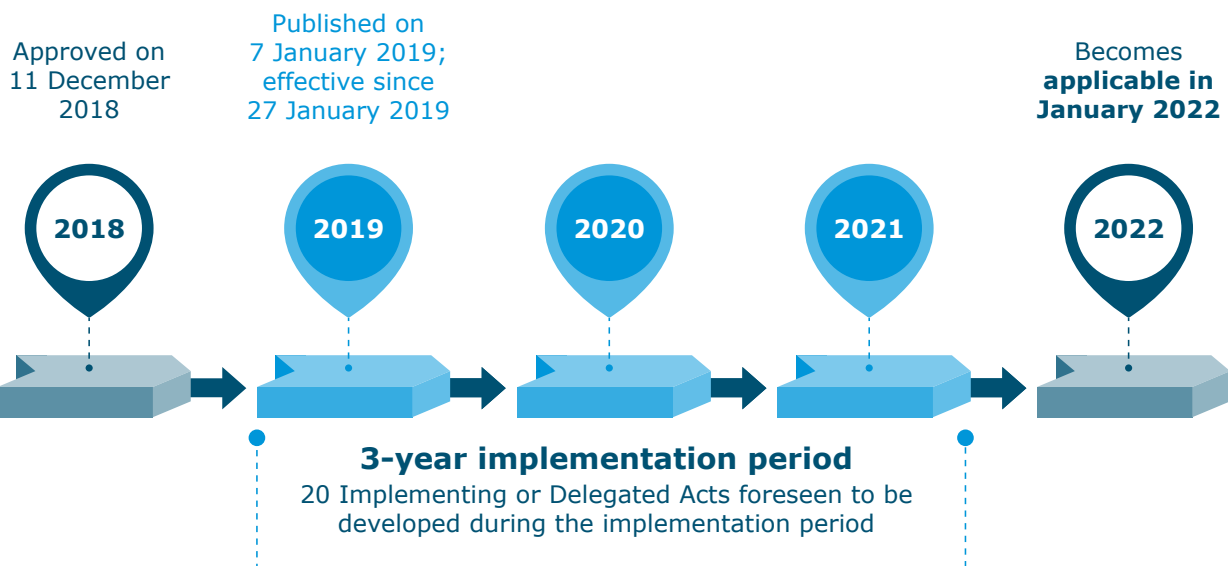 Approved on
11 December
2018
Published on
7 January 2019;
effective since
27 January 2019
Becomes
applicable in
January 2022
2018
2019
2020
2021
2022
3-year implementation period
20 Implementing or Delegated Acts foreseen to be
developed during the implementation period